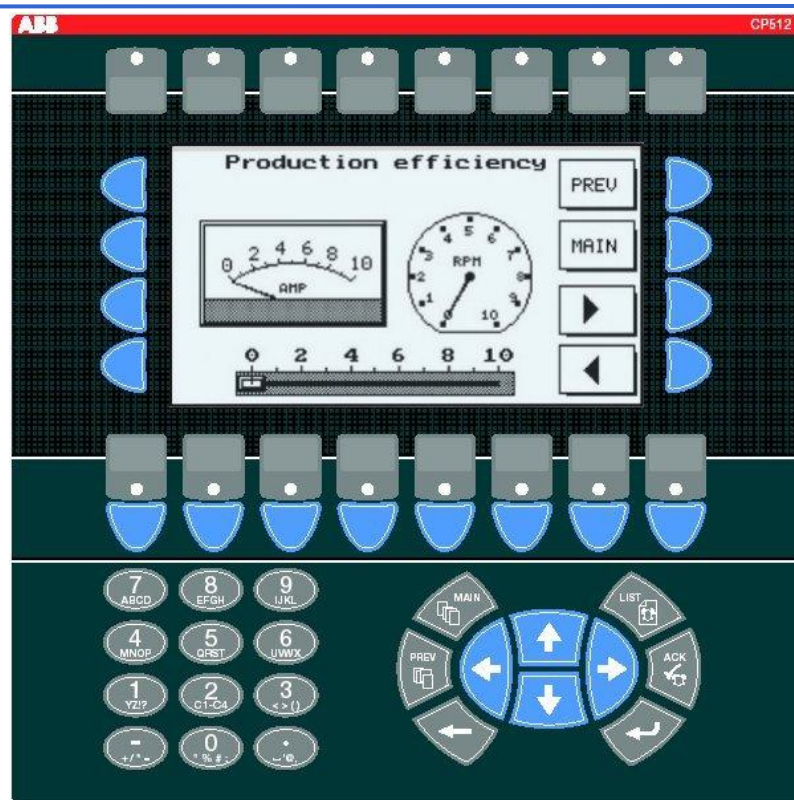 ABB CP512
Production efficiency
PREV
0 2 4 6 8 10
AMP
0 1 2 3 4 5 6 7 8 9 10
RPM
MAIN
0 2 4 6 8 10
7 8 9
ABCD EFGH IJKL
MAIN LIST
4 5 6
MNOP QRST UVWX
PREV ACK
1 2 3
YZ!? C1-C4 <>()
- 0 .
+/*= °%#: ⎵'@,